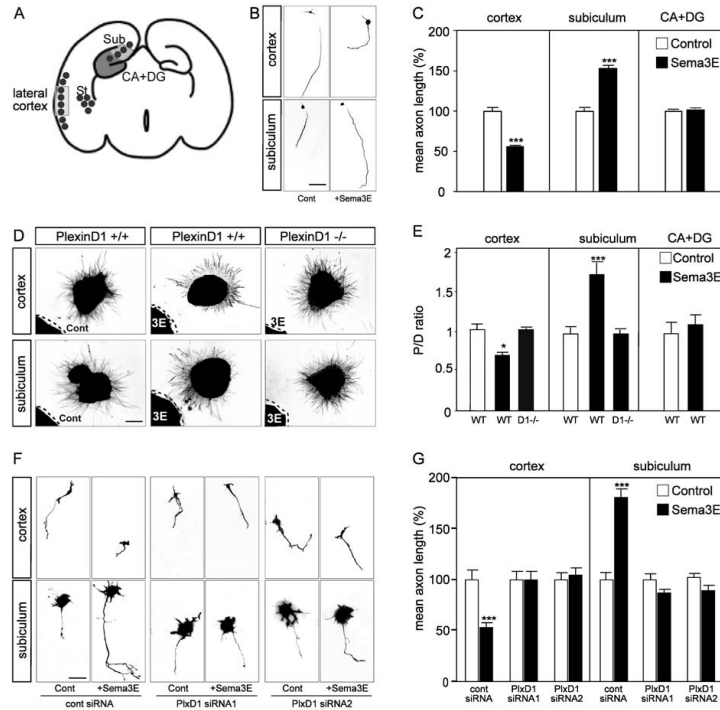 A
Sub
CA+DG
St
lateral
cortex
B
cortex
subiculum
Cont
+Sema3E
C
cortex
subiculum
CA+DG
Control
Sema3E
mean axon length (%)
200
150
100
50
0
***
***
D
PlexinD1 +/+
PlexinD1 +/+
PlexinD1 -/-
cortex
Cont
3E
3E
subiculum
Cont
3E
3E
E
cortex
subiculum
CA+DG
Control
Sema3E
P/D ratio
2
1.5
1
0.5
0
*
***
WT WT D1-/-
WT WT D1-/-
WT WT
F
cortex
subiculum
Cont +Sema3E
Cont +Sema3E
Cont +Sema3E
cont siRNA
PlxD1 siRNA1
PlxD1 siRNA2
G
cortex
subiculum
Control
Sema3E
mean axon length (%)
200
150
100
50
0
***
***
cont siRNA
PlxD1 siRNA1
PlxD1 siRNA2
cont siRNA
PlxD1 siRNA1
PlxD1 siRNA2